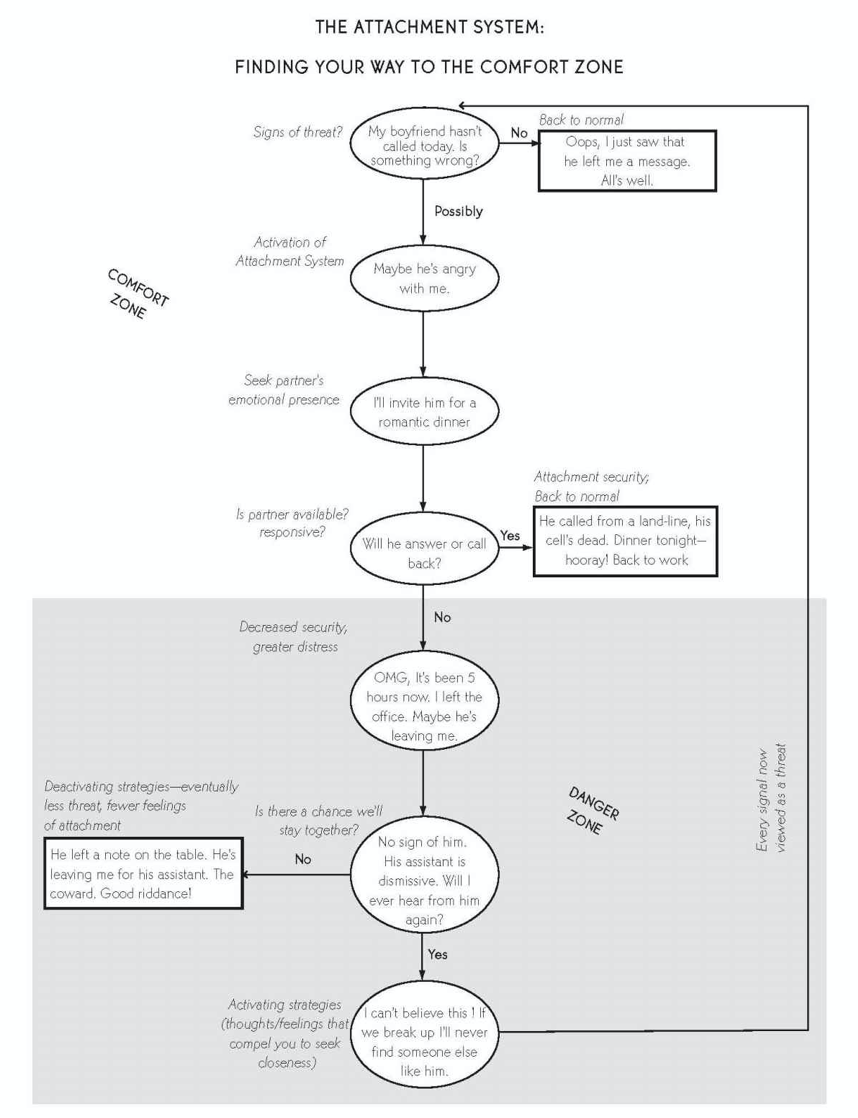 THE ATTACHMENT SYSTEM:
FINDING YOUR WAY TO THE COMFORT ZONE
Signs of threat?
My boyfriend hasn't
called today. Is
something wrong?
No
Back to normal
Oops, I just saw that
he left me a message.
All's well.
Possibly
Activation of
Attachment System
Maybe he's angry
with me.
COMFORT
ZONE
Seek partner's
emotional presence
I'll invite him for a
romantic dinner
Is partner available?
responsive?
Will he answer or call
back?
Yes
Attachment security;
Back to normal
He called from a land-line, his
cell's dead. Dinner tonight—
hooray! Back to work
No
Decreased security,
greater distress
OMG, It's been 5
hours now. I left the
office. Maybe he's
leaving me.
DANGER
ZONE
Every signal now
viewed as a threat
Is there a chance we'll
stay together?
No sign of him.
His assistant is
dismissive. Will I
ever hear from him
again?
No
Deactivating strategies—eventually
less threat, fewer feelings
of attachment
He left a note on the table. He's
leaving me for his assistant. The
coward. Good riddance!
Yes
Activating strategies
(thoughts/feelings that
compel you to seek
closeness)
I can't believe this ! If
we break up I'll never
find someone else
like him.